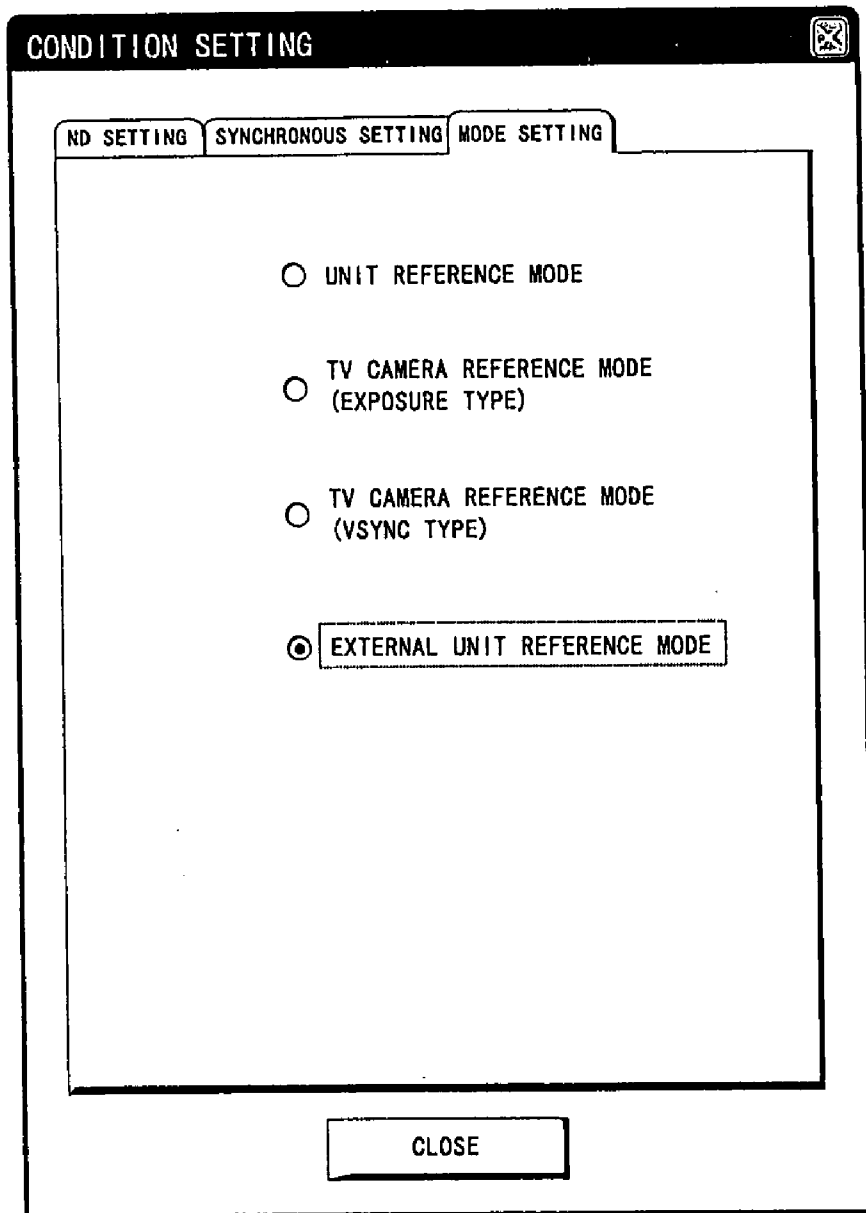 CONDITION SETTING
ND SETTING SYNCHRONOUS SETTING MODE SETTING
UNIT REFERENCE MODE
TV CAMERA REFERENCE MODE
(EXPOSURE TYPE)
TV CAMERA REFERENCE MODE
(VSYNC TYPE)
EXTERNAL UNIT REFERENCE MODE
CLOSE